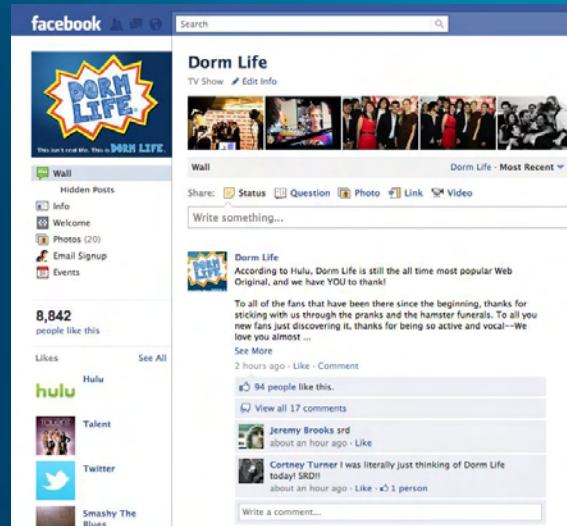 facebook
Search
DORM
LIFE
This isn't real life. This is DORM LIFE.
Wall
Hidden Posts
Info
Welcome
Photos (20)
Email Signup
Events
8,842
people like this
Likes See All
hulu
Hulu
Talent
Twitter
Smashy The
Blues
Dorm Life
TV Show Edit Info
Wall Dorm Life · Most Recent
Share: Status Question Photo Link Video
Write something...
DORM
LIFE
Dorm Life
According to Hulu, Dorm Life is still the all time most popular Web
Original, and we have YOU to thank!
To all of the fans that have been there since the beginning, thanks for
sticking with us through the pranks and the hamster funerals. To all you
new fans just discovering it, thanks for being so active and vocal--We
love you almost ...
See More
2 hours ago · Like · Comment
94 people like this.
View all 17 comments
Jeremy Brooks srd
about an hour ago · Like
Cortney Turner I was literally just thinking of Dorm Life
today! SRD!!
about an hour ago · Like · 1 person
Write a comment...